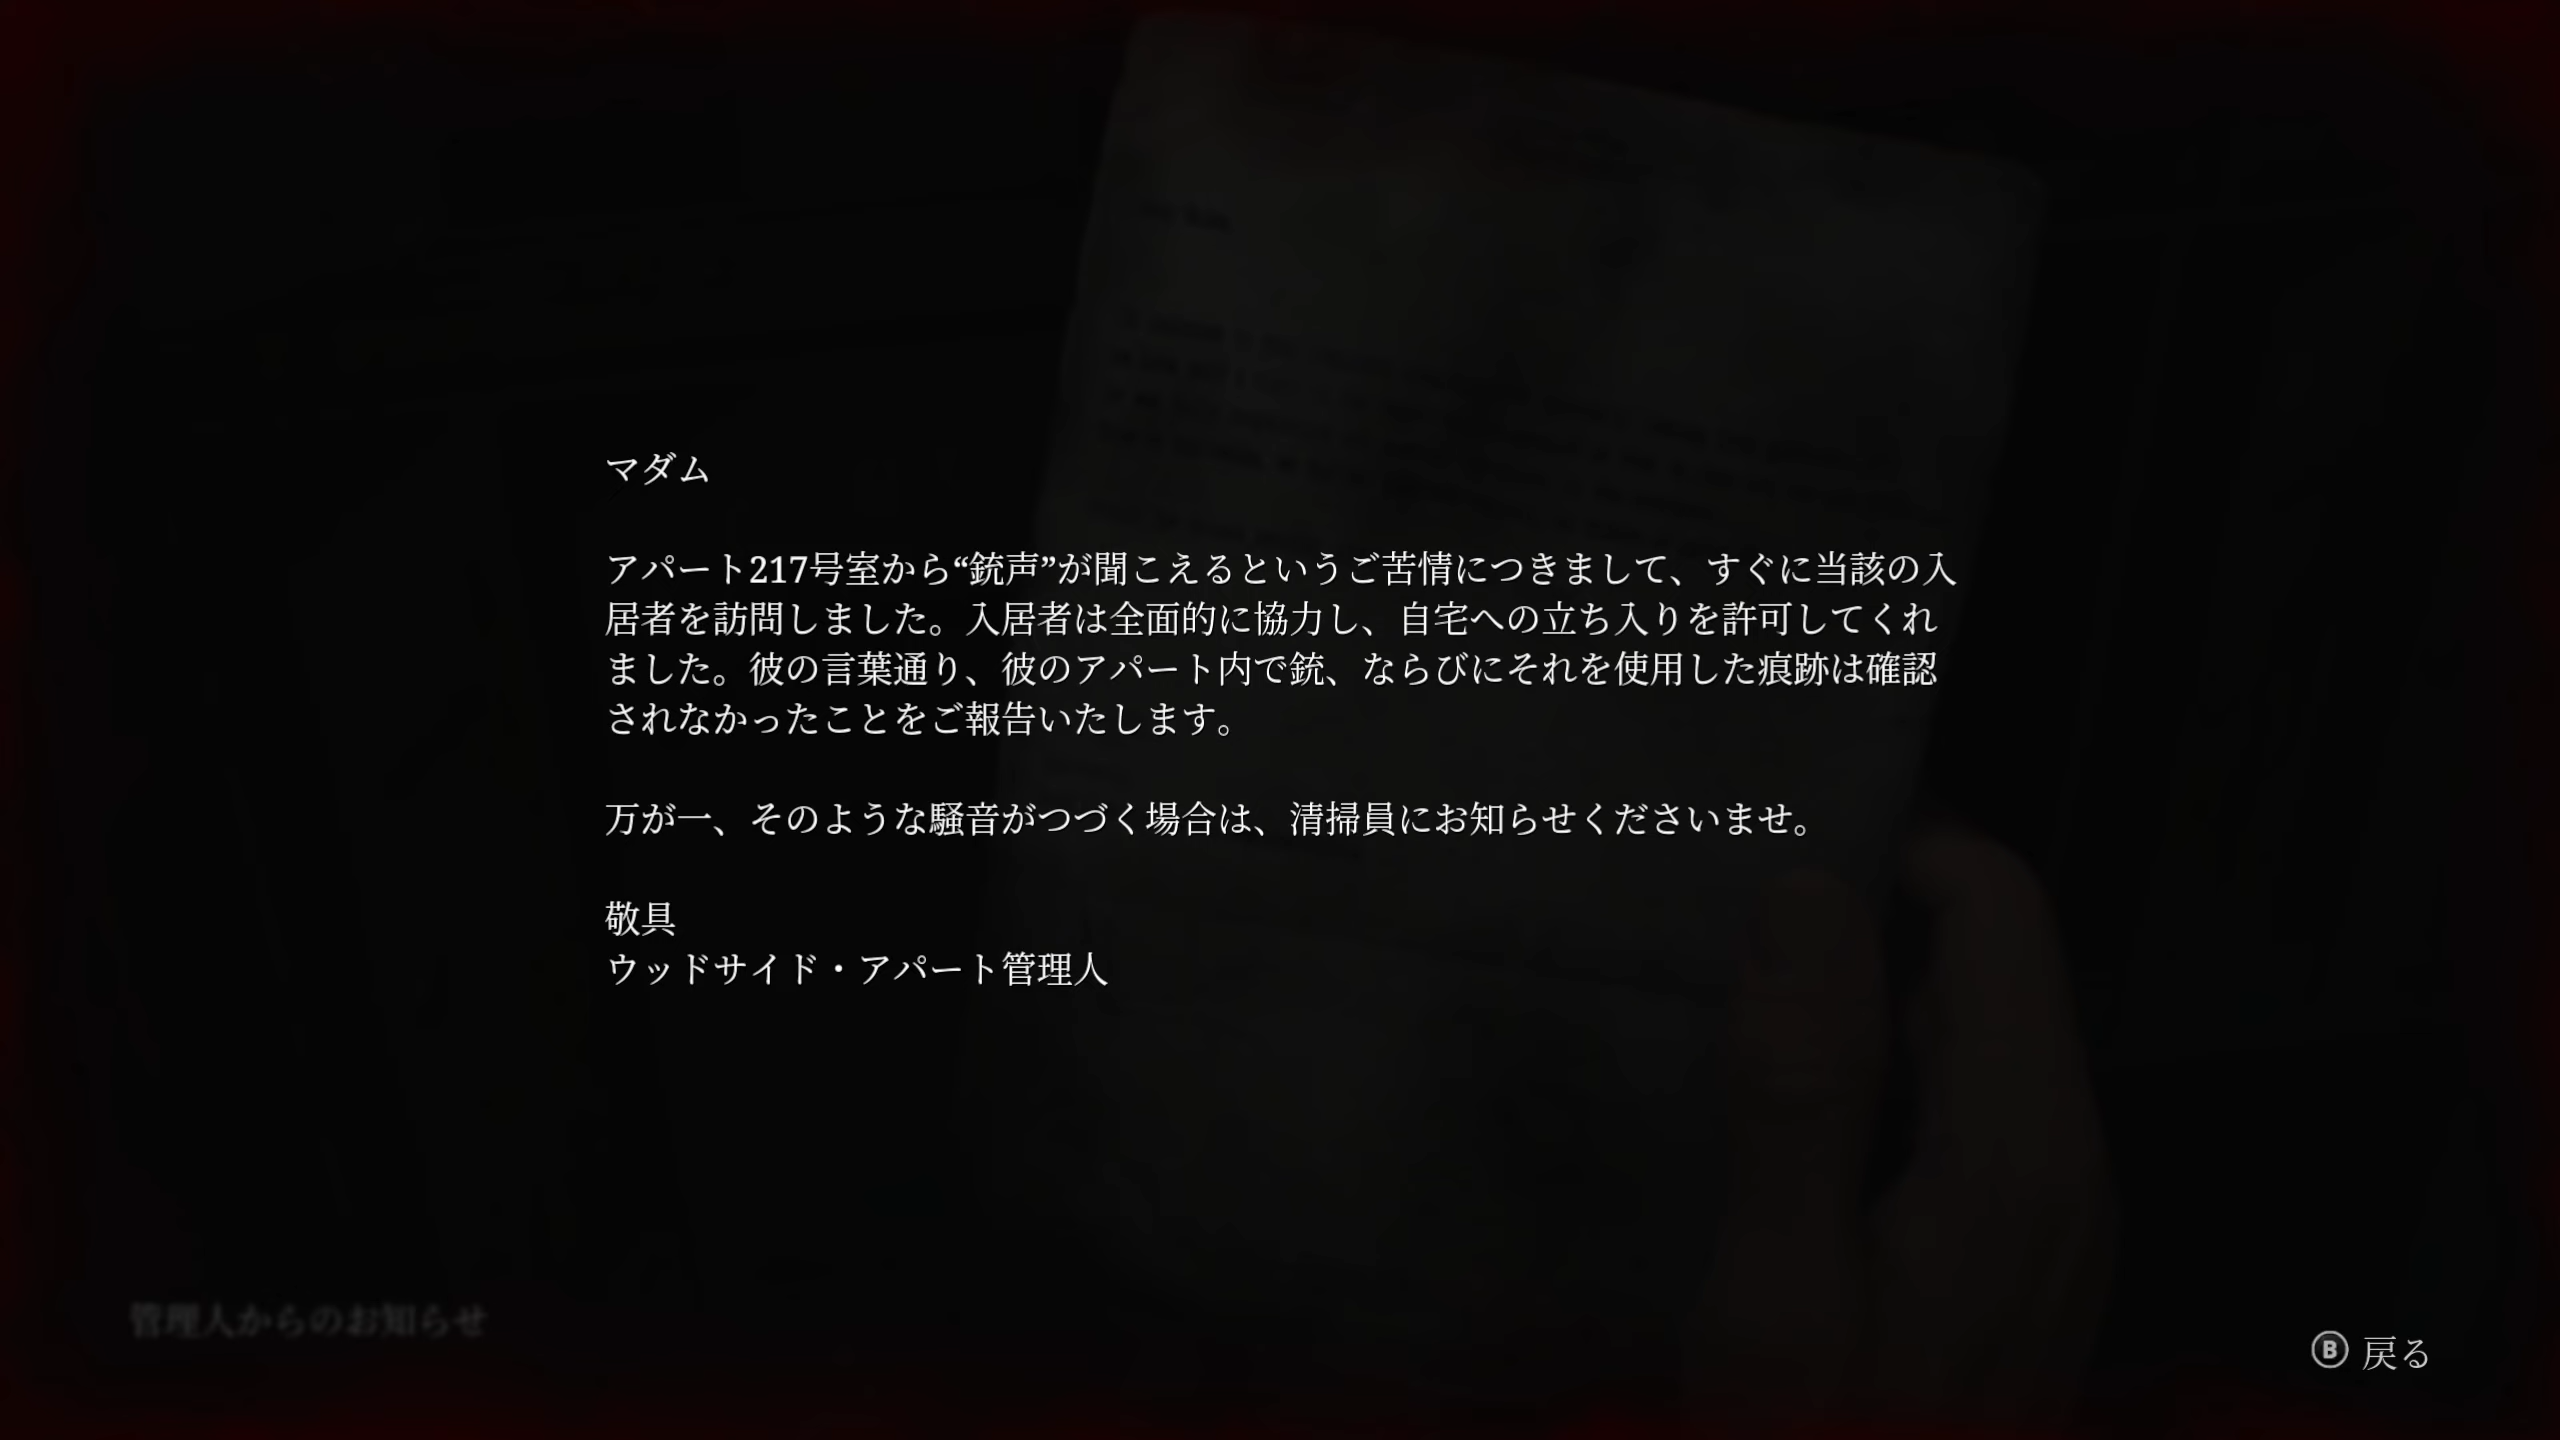 マダム
アパート217号室から“銃声”が聞こえるというご苦情につきまして、すぐに当該の入
居者を訪問しました。入居者は全面的に協力し、自宅への立ち入りを許可してくれ
ました。彼の言葉通り、彼のアパート内で銃、ならびにそれを使用した痕跡は確認
されなかったことをご報告いたします。
万が一、そのような騒音がつづく場合は、清掃員にお知らせくださいませ。
敬具
ウッドサイド・アパート管理人
管理人からのお知らせ
B 戻る